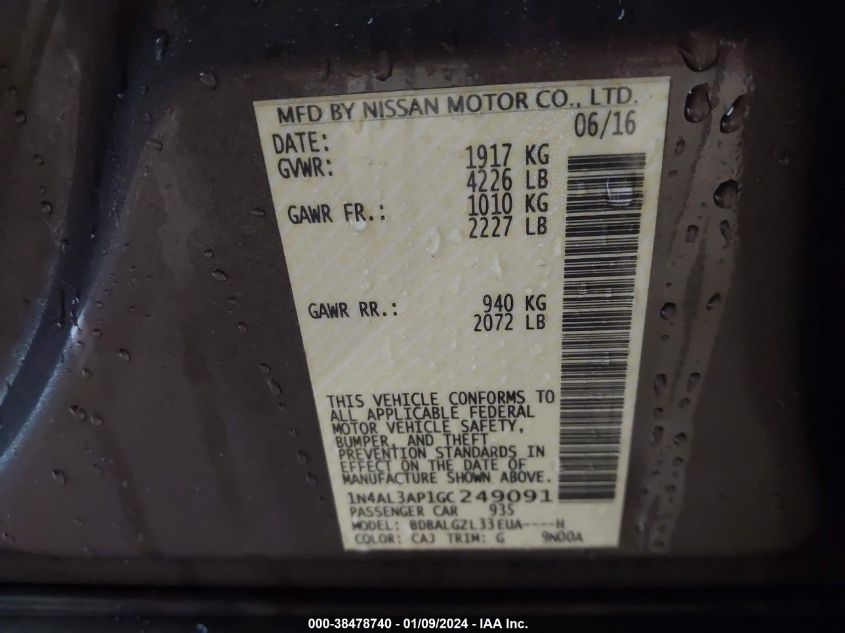 MFD BY NISSAN MOTOR CO., LTD.
DATE: 06/16
GVWR: 1917 KG
4226 LB
GAWR FR.: 1010 KG
2227 LB
GAWR RR.: 940 KG
2072 LB
THIS VEHICLE CONFORMS TO
ALL APPLICABLE FEDERAL
MOTOR VEHICLE SAFETY,
BUMPER, AND THEFT
PREVENTION STANDARDS IN
EFFECT ON THE DATE OF
MANUFACTURE SHOWN ABOVE.
1N4AL3AP1GC249091
PASSENGER CAR 935
MODEL: BDBALGZL33EUA----H
COLOR: CAJ TRIM: G 9N00A
000-38478740 - 01/09/2024 - IAA Inc.